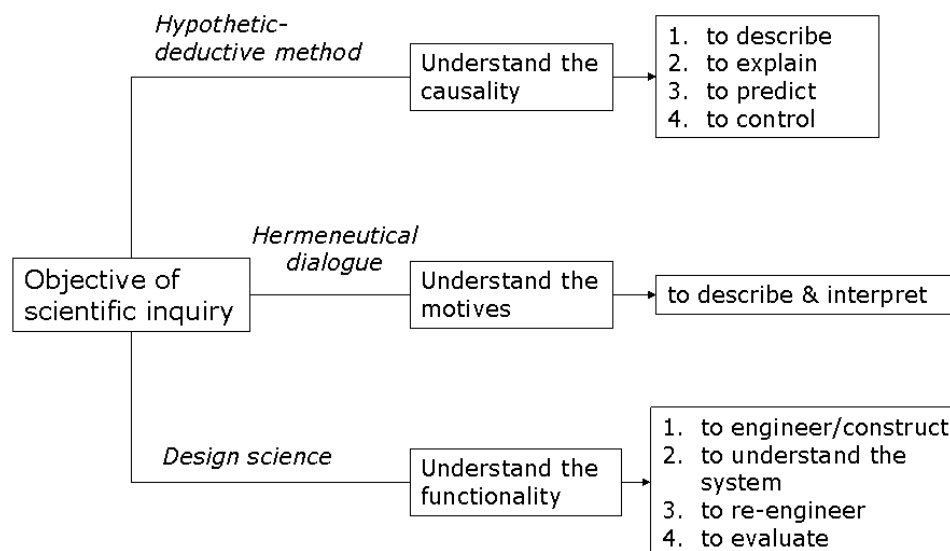 Hypothetic-
deductive method
Understand the
causality
1. to describe
2. to explain
3. to predict
4. to control
Hermeneutical
dialogue
Objective of
scientific inquiry
Understand the
motives
to describe & interpret
Design science
Understand the
functionality
1. to engineer/construct
2. to understand the
system
3. to re-engineer
4. to evaluate